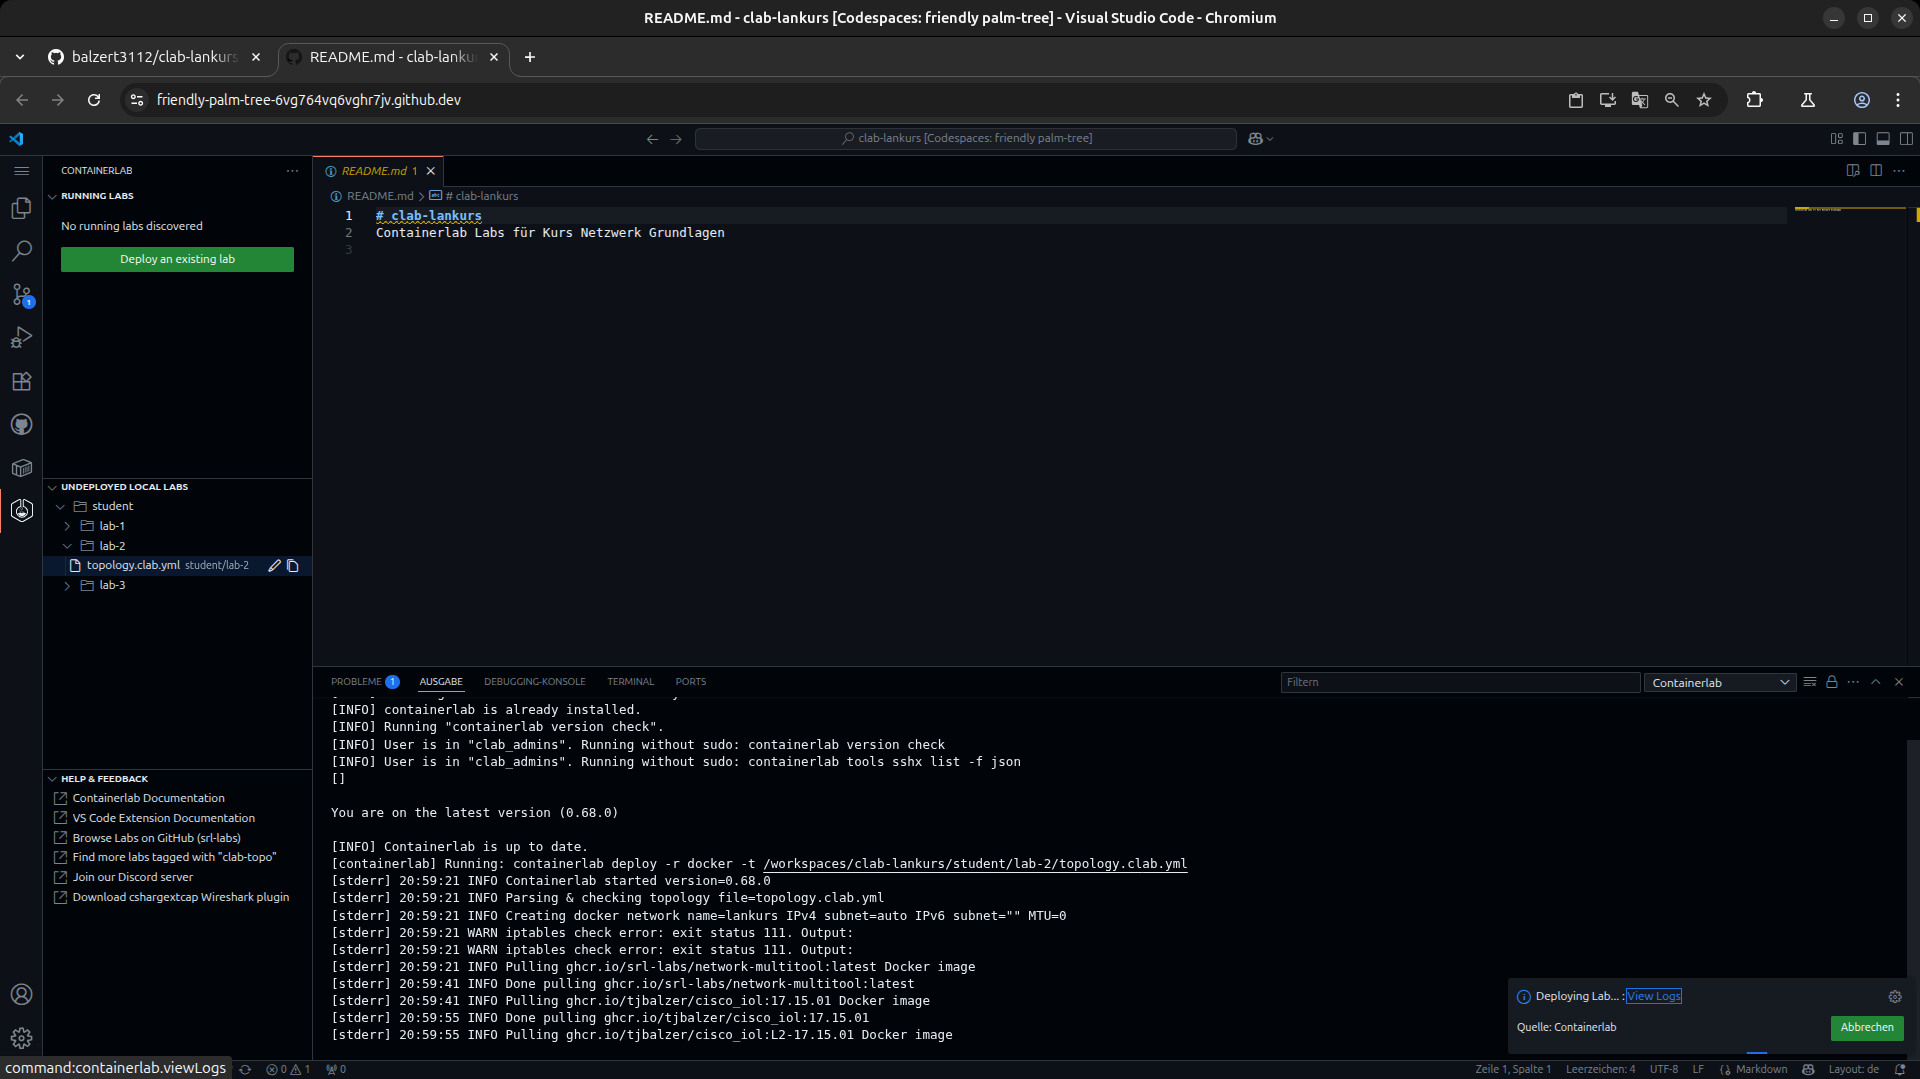 README.md - clab-lankurs [Codespaces: friendly palm-tree] - Visual Studio Code - Chromium
balzert3112/clab-lankurs
README.md - clab-lanku
friendly-palm-tree-6vg764vq6vghr7jv.github.dev
clab-lankurs [Codespaces: friendly palm-tree]
CONTAINERLAB
RUNNING LABS
No running labs discovered
Deploy an existing lab
1
UNDEPLOYED LOCAL LABS
student
lab-1
lab-2
topology.clab.yml student/lab-2
lab-3
HELP & FEEDBACK
Containerlab Documentation
VS Code Extension Documentation
Browse Labs on GitHub (srl-labs)
Find more labs tagged with "clab-topo"
Join our Discord server
Download cshargextcap Wireshark plugin
README.md 1
README.md > # clab-lankurs
1 # clab-lankurs
2 Containerlab Labs für Kurs Netzwerk Grundlagen
3
PROBLEME 1 AUSGABE DEBUGGING-KONSOLE TERMINAL PORTS
Filtern
Containerlab
[INFO] containerlab is already installed.
[INFO] Running "containerlab version check".
[INFO] User is in "clab_admins". Running without sudo: containerlab version check
[INFO] User is in "clab_admins". Running without sudo: containerlab tools sshx list -f json
[]
You are on the latest version (0.68.0)
[INFO] Containerlab is up to date.
[containerlab] Running: containerlab deploy -r docker -t /workspaces/clab-lankurs/student/lab-2/topology.clab.yml
[stderr] 20:59:21 INFO Containerlab started version=0.68.0
[stderr] 20:59:21 INFO Parsing & checking topology file=topology.clab.yml
[stderr] 20:59:21 INFO Creating docker network name=lankurs IPv4 subnet=auto IPv6 subnet="" MTU=0
[stderr] 20:59:21 WARN iptables check error: exit status 111. Output:
[stderr] 20:59:21 WARN iptables check error: exit status 111. Output:
[stderr] 20:59:21 INFO Pulling ghcr.io/srl-labs/network-multitool:latest Docker image
[stderr] 20:59:41 INFO Done pulling ghcr.io/srl-labs/network-multitool:latest
[stderr] 20:59:41 INFO Pulling ghcr.io/tjbalzer/cisco_iol:17.15.01 Docker image
[stderr] 20:59:55 INFO Done pulling ghcr.io/tjbalzer/cisco_iol:17.15.01
[stderr] 20:59:55 INFO Pulling ghcr.io/tjbalzer/cisco_iol:L2-17.15.01 Docker image
Deploying Lab... : View Logs
Quelle: Containerlab
Abbrechen
command:containerlab.viewLogs
0 1
0
Zeile 1, Spalte 1 Leerzeichen: 4 UTF-8 LF Markdown Layout: de